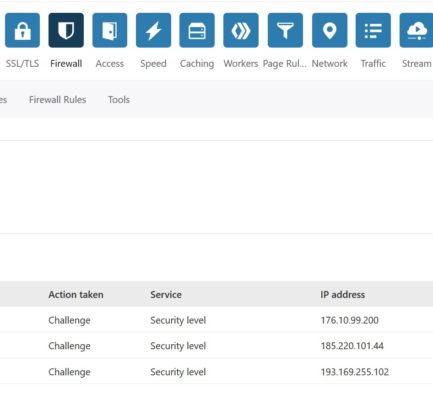 SSL/TLS Firewall Access Speed Caching Workers Page Rul... Network Traffic Stream
es Firewall Rules Tools
Action taken Service IP address
Challenge Security level 176.10.99.200
Challenge Security level 185.220.101.44
Challenge Security level 193.169.255.102